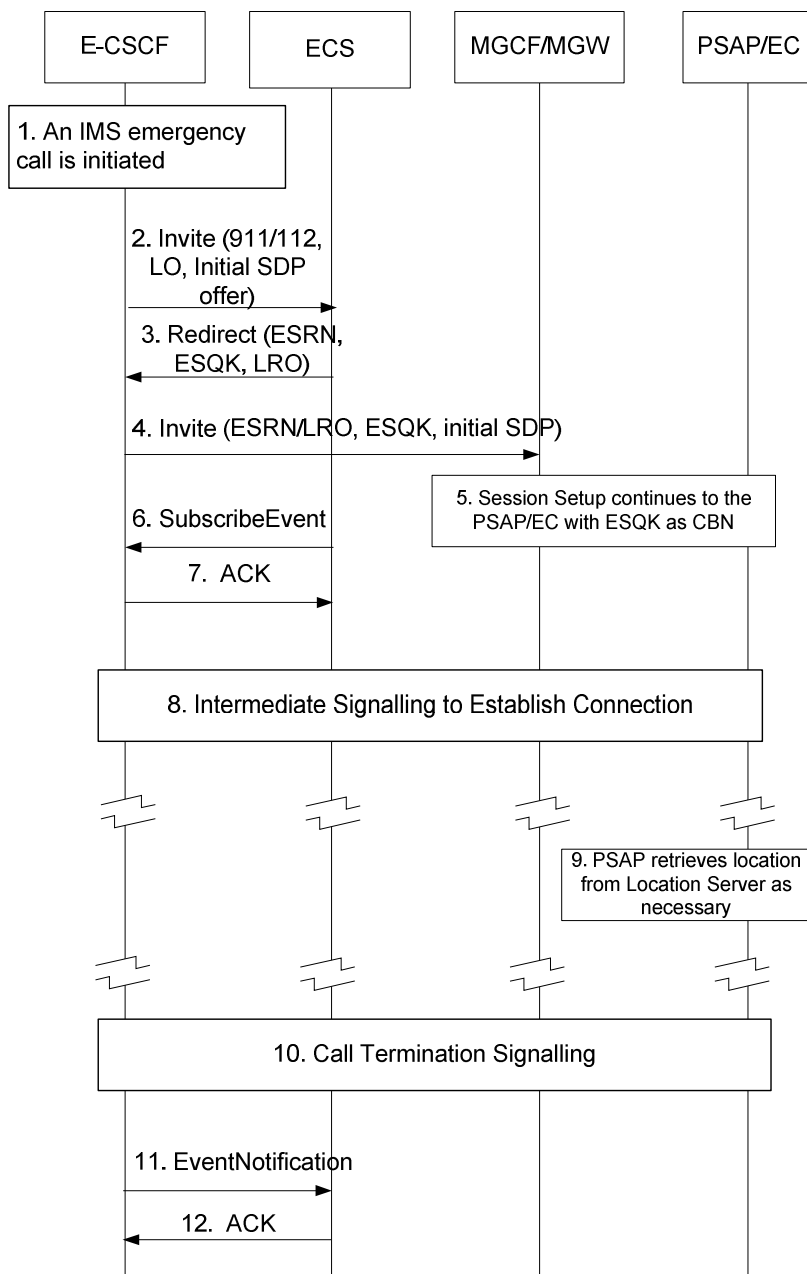 E-CSCF
ECS
MGCF/MGW
PSAP/EC
1. An IMS emergency
call is initiated
2. Invite (911/112,
LO, Initial SDP
offer)
3. Redirect (ESRN,
ESQK, LRO)
4. Invite (ESRN/LRO, ESQK, initial SDP)
5. Session Setup continues to the
PSAP/EC with ESQK as CBN
6. SubscribeEvent
7. ACK
8. Intermediate Signalling to Establish Connection
9. PSAP retrieves location
from Location Server as
necessary
10. Call Termination Signalling
11. EventNotification
12. ACK